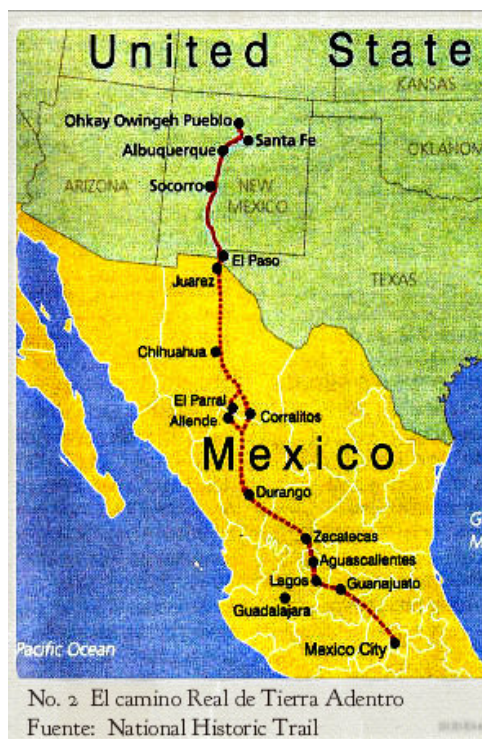 United State
KANSAS
Ohkay Owingeh Pueblo
Santa Fe
Albuquerque
OKLAHOM
ARIZONA
Socorro
NEW
MEXICO
El Paso
Juarez
TEXAS
Chihuahua
El Parral
Allende
Corralitos
Mexico
Durango
G
M
Zacatecas
Aguascalientes
Lagos
Guanajuato
Guadalajara
Pacific Ocean
Mexico City
No. 2 El camino Real de Tierra Adentro
Fuente: National Historic Trail